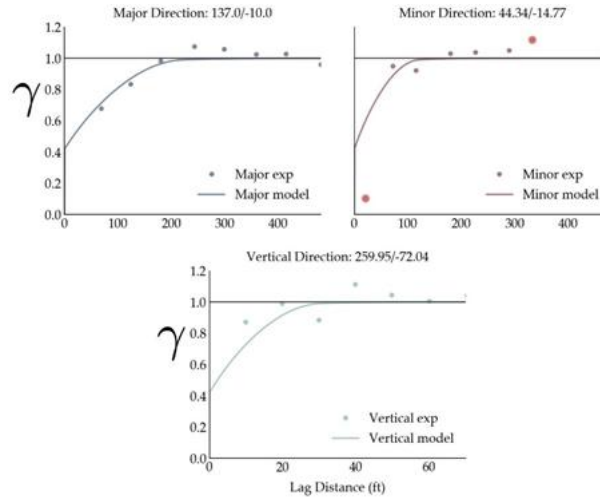 Major Direction: 137.0/-10.0
1.2
1.0
0.8
0.6
0.4
0.2
0.0
γ
Major exp
Major model
0 100 200 300 400
Minor Direction: 44.34/-14.77
Minor exp
Minor model
0 100 200 300 400
Vertical Direction: 259.95/-72.04
1.2
1.0
0.8
0.6
0.4
0.2
0.0
γ
Vertical exp
Vertical model
0 20 40 60
Lag Distance (ft)